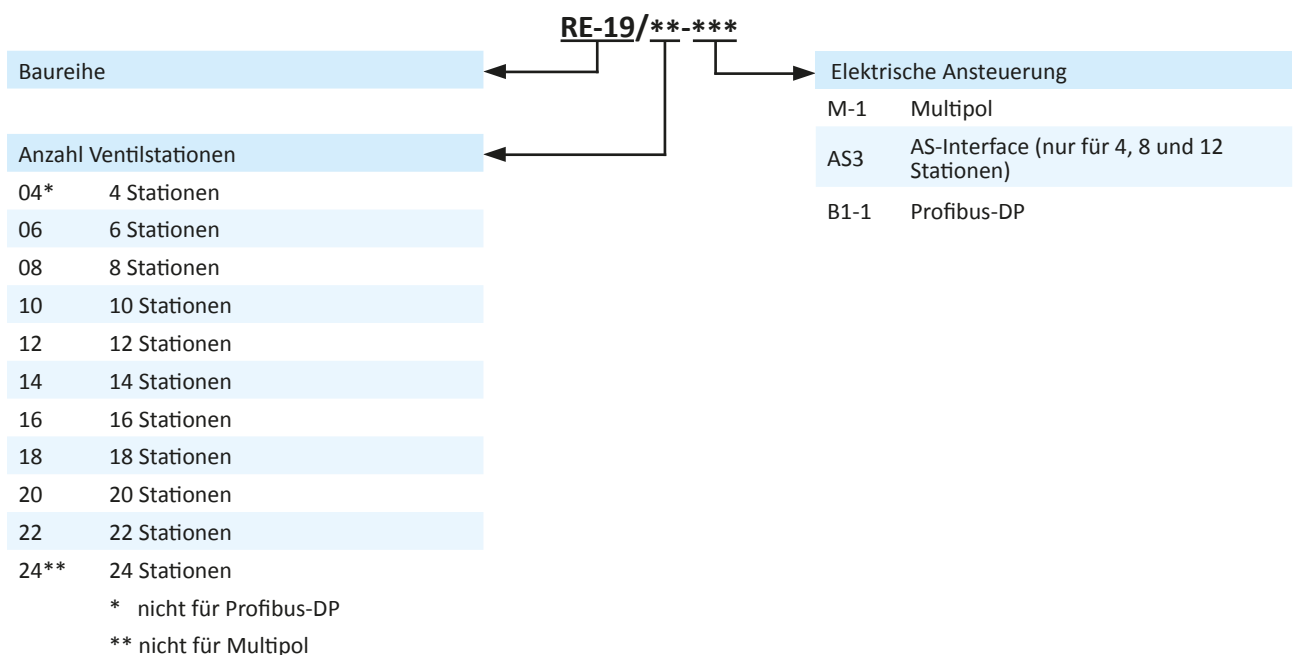 RE-19/**-***
Baureihe
Anzahl Ventilstationen
04* 4 Stationen
06 6 Stationen
08 8 Stationen
10 10 Stationen
12 12 Stationen
14 14 Stationen
16 16 Stationen
18 18 Stationen
20 20 Stationen
22 22 Stationen
24** 24 Stationen
* nicht für Profibus-DP
** nicht für Multipol
Elektrische Ansteuerung
M-1 Multipol
AS3 AS-Interface (nur für 4, 8 und 12
Stationen)
B1-1 Profibus-DP